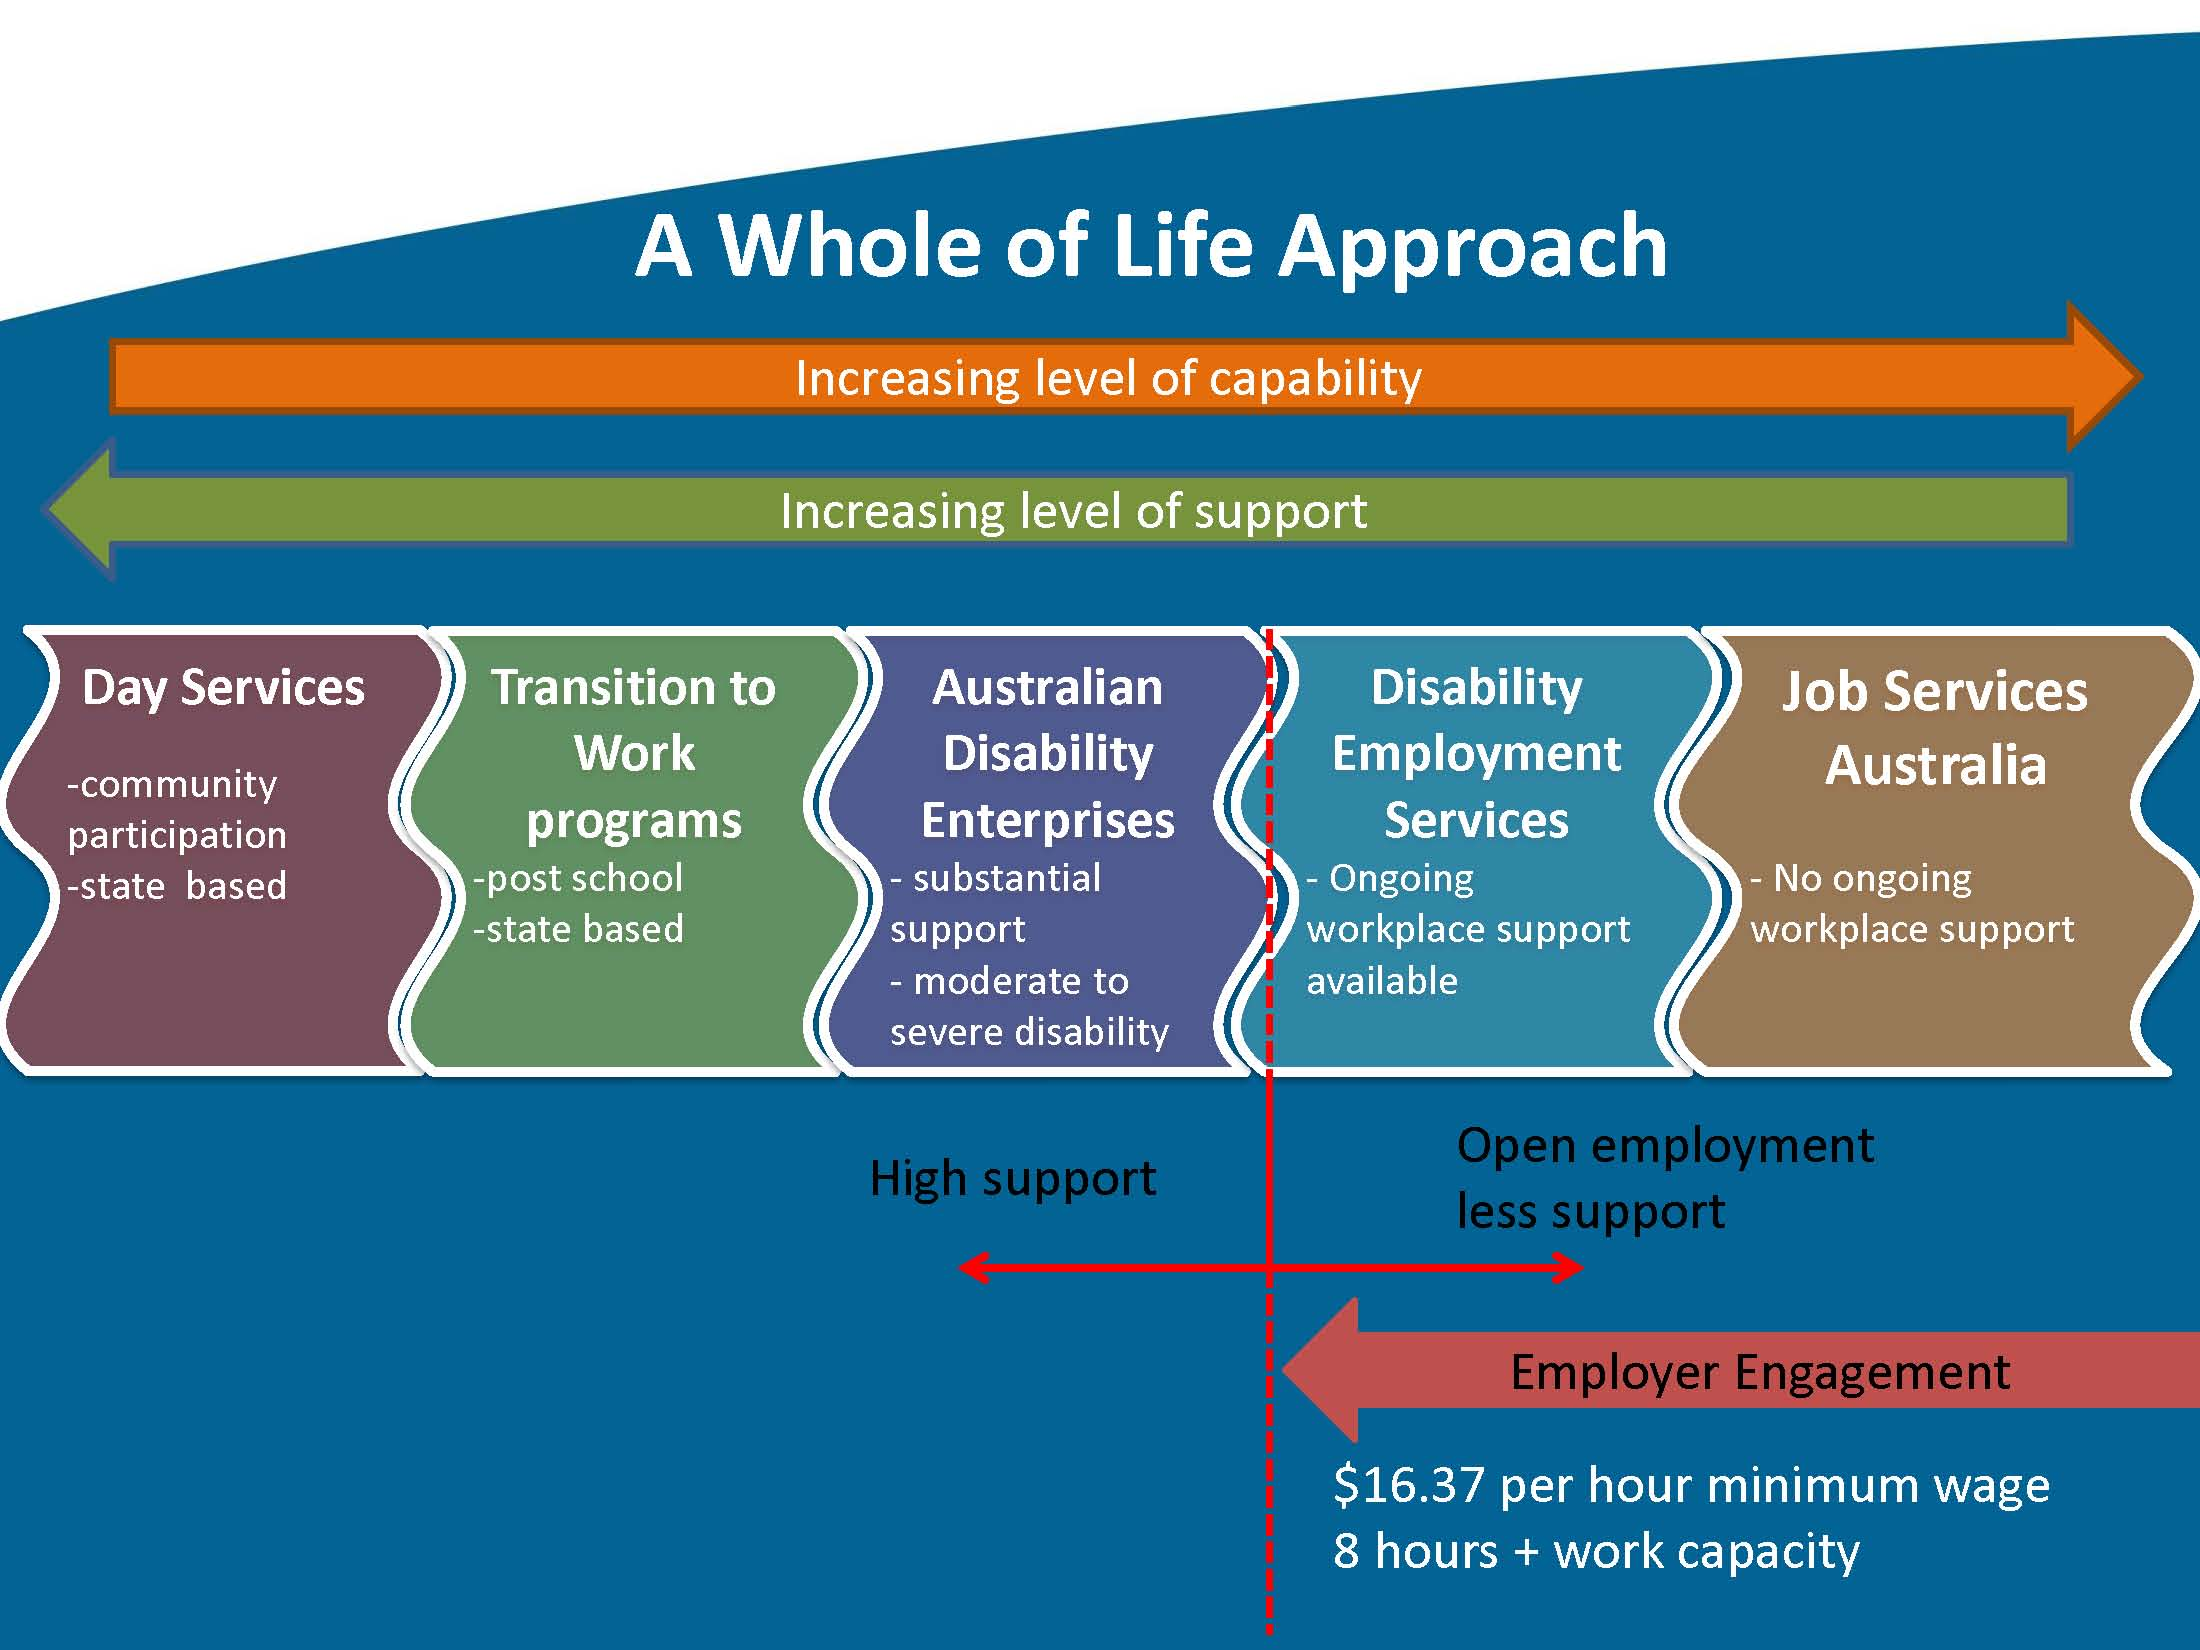 A Whole of Life Approach
Increasing level of capability
Increasing level of support
Day Services
-community
participation
-state  based
Transition to
Work
programs
-post school
-state based
Australian
Disability
Enterprises
- substantial
support
- moderate to
severe disability
Disability
Employment
Services
- Ongoing
workplace support
available
Job Services
Australia
- No ongoing
workplace support
High support
Open employment
less support
Employer Engagement
$16.37 per hour minimum wage
8 hours + work capacity